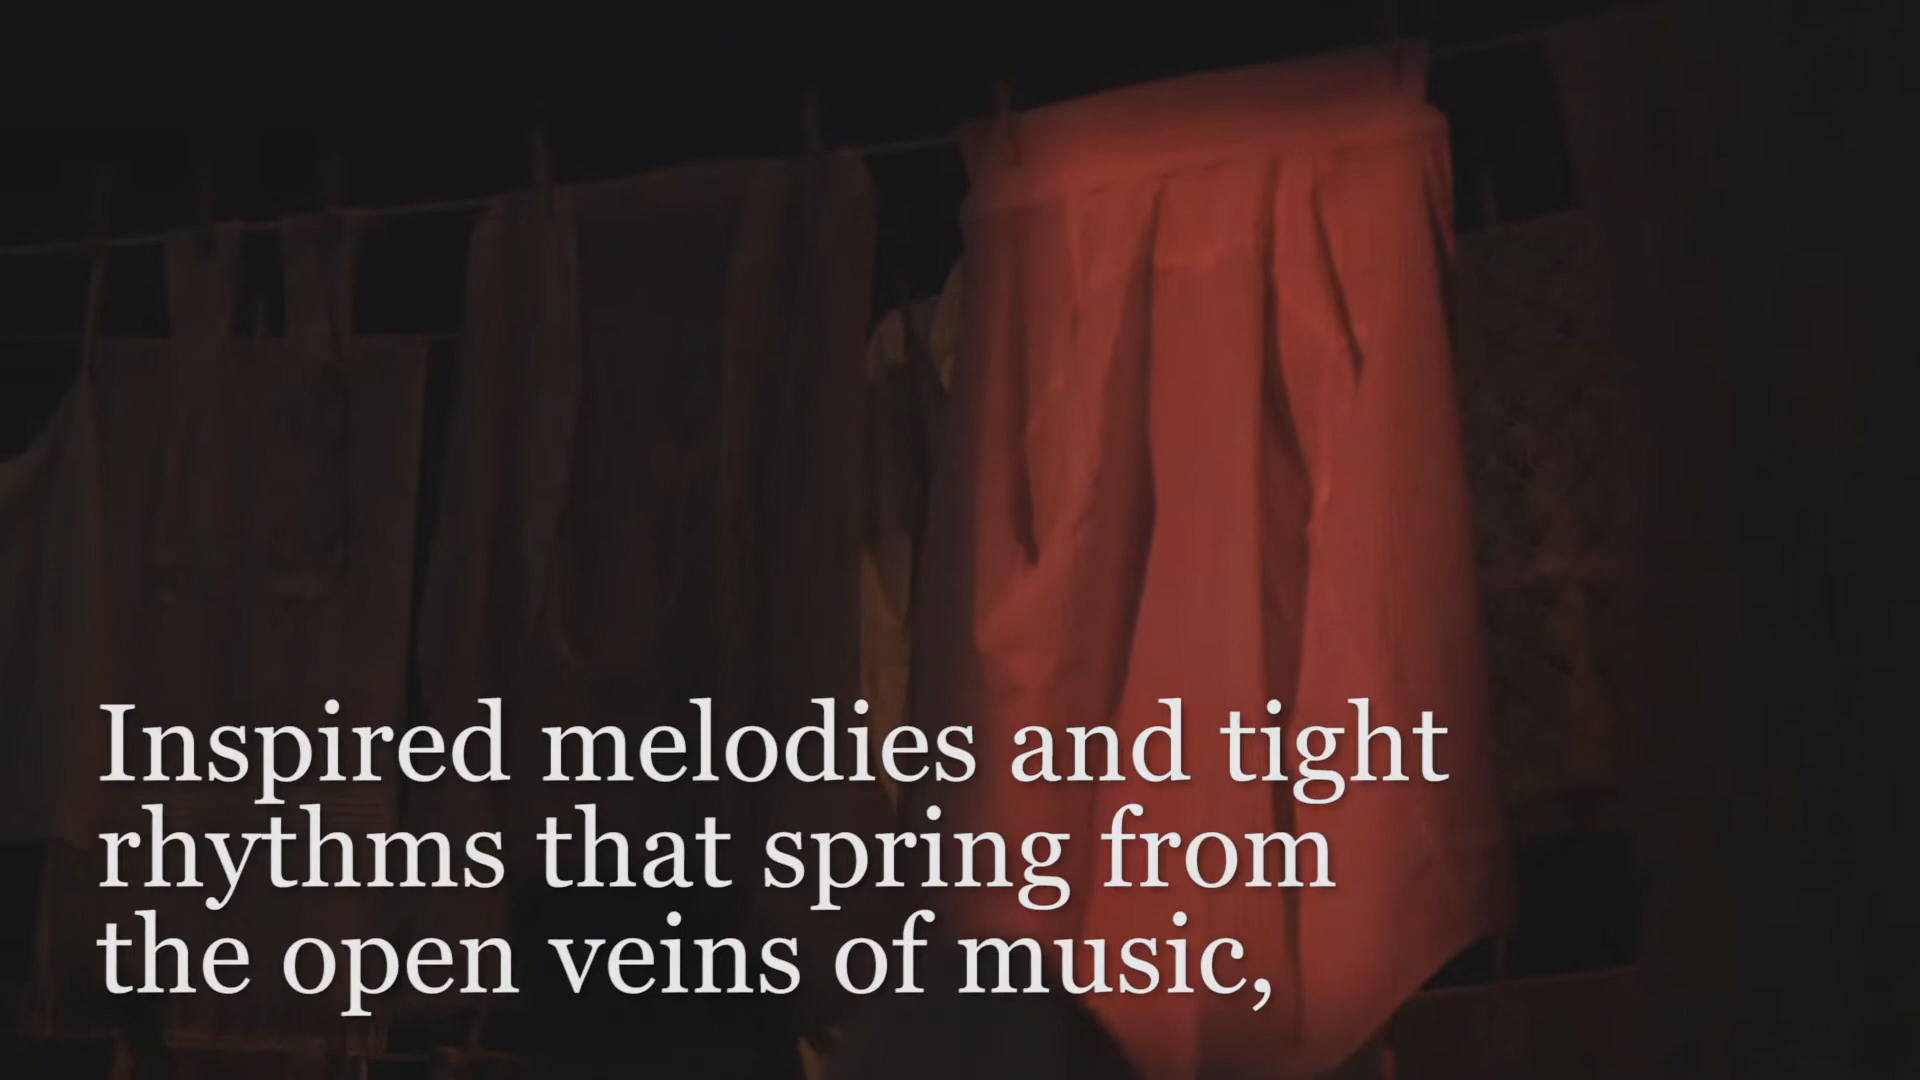 Inspired melodies and tight
rhythms that spring from
the open veins of music,